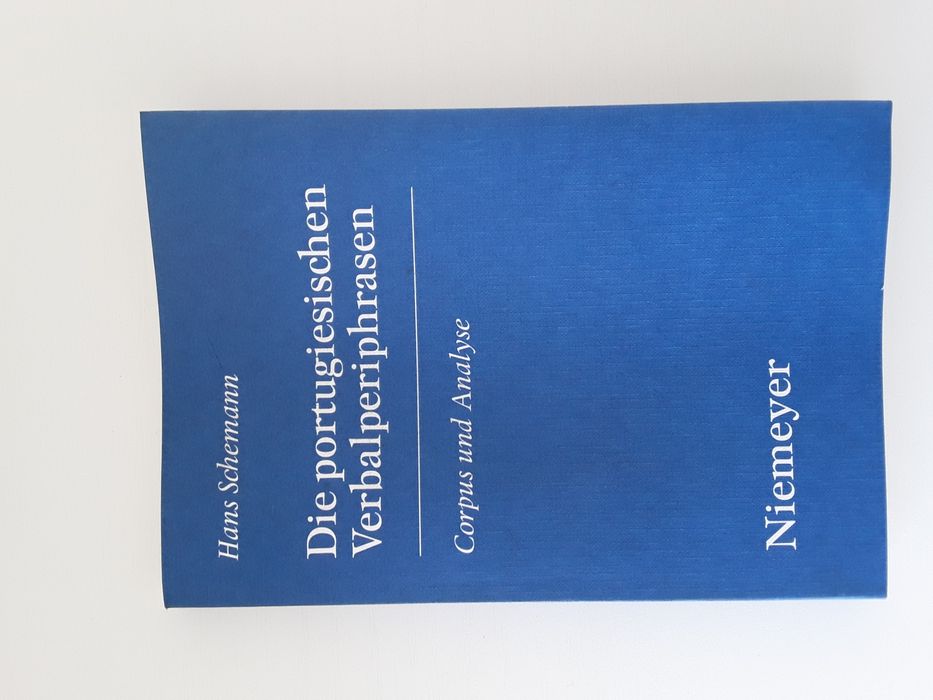 Hans Schemann
Die portugiesischen
Verbalperiphrasen
Corpus und Analyse
Niemeyer